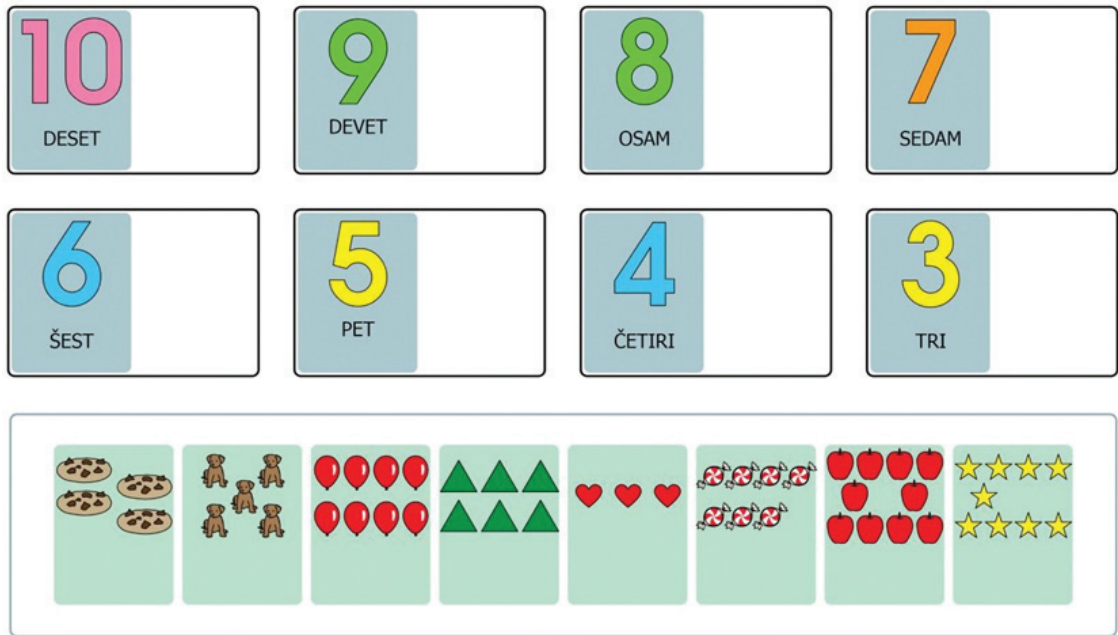 10
DESET
9
DEVET
8
OSAM
7
SEDAM
6
ŠEST
5
PET
4
ČETIRI
3
TRI